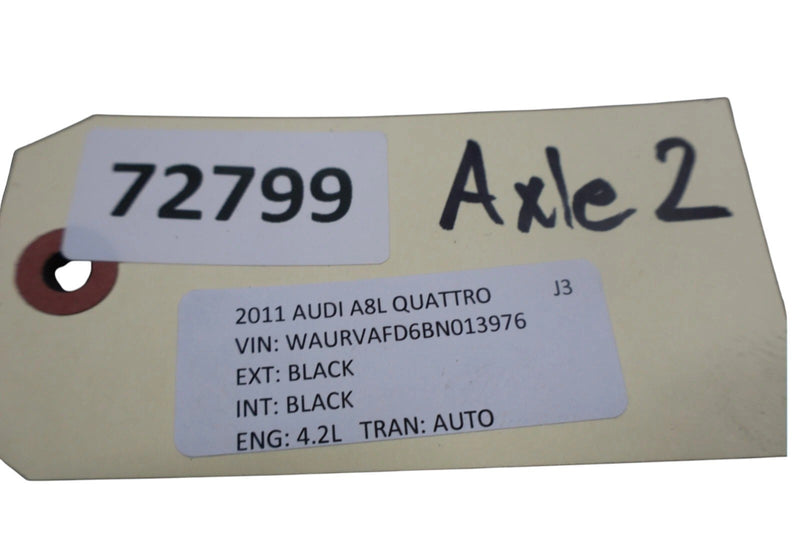 72799
Axle 2
2011 AUDI A8L QUATTRO J3
VIN: WAURVAFD6BN013976
EXT: BLACK
INT: BLACK
ENG: 4.2L TRAN: AUTO